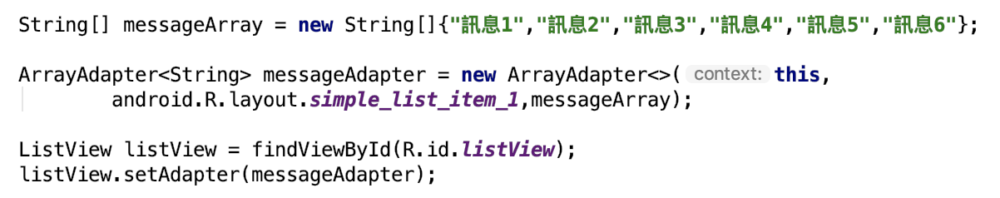 String[] messageArray = new String[]{"訊息1","訊息2","訊息3","訊息4","訊息5","訊息6"};
ArrayAdapter<String> messageAdapter = new ArrayAdapter<>( context: this,
android.R.layout.simple_list_item_1,messageArray);
ListView listView = findViewById(R.id.listView);
listView.setAdapter(messageAdapter);